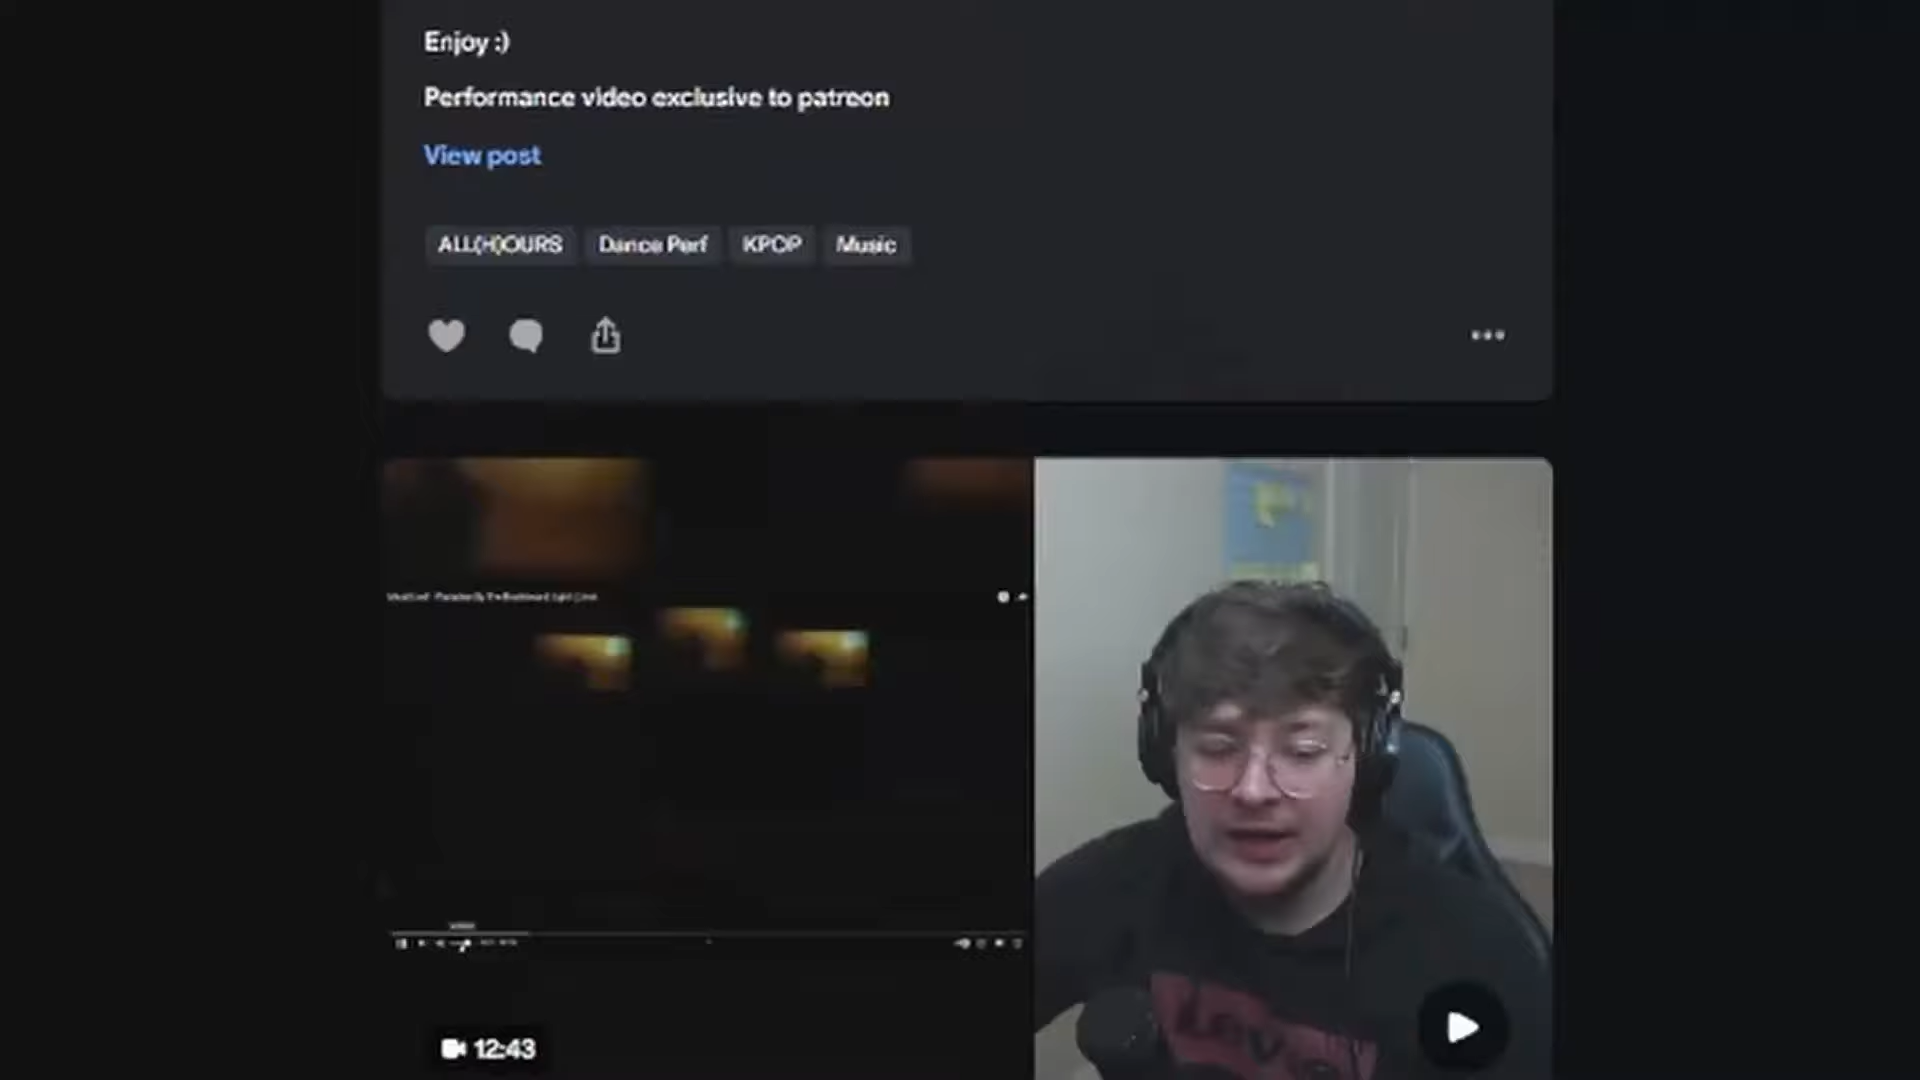 Enjoy :)
Performance video exclusive to patreon
View post
ALL(H)OURS Dance Perf KPOP Music
12:43